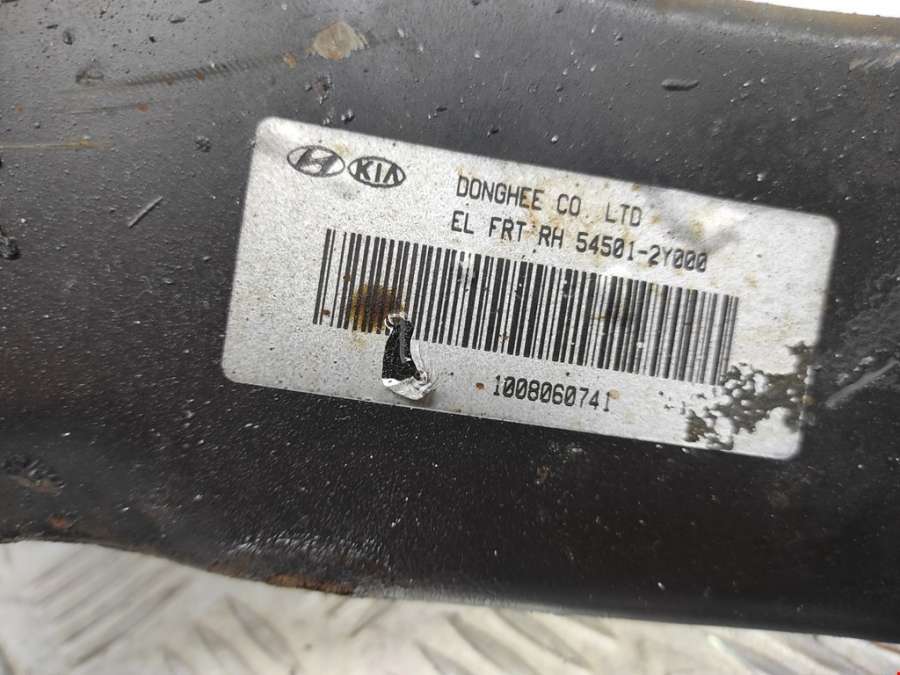 KIA
DONGHEE CO. LTD
EL FRT RH 54501-2Y000
1008060741